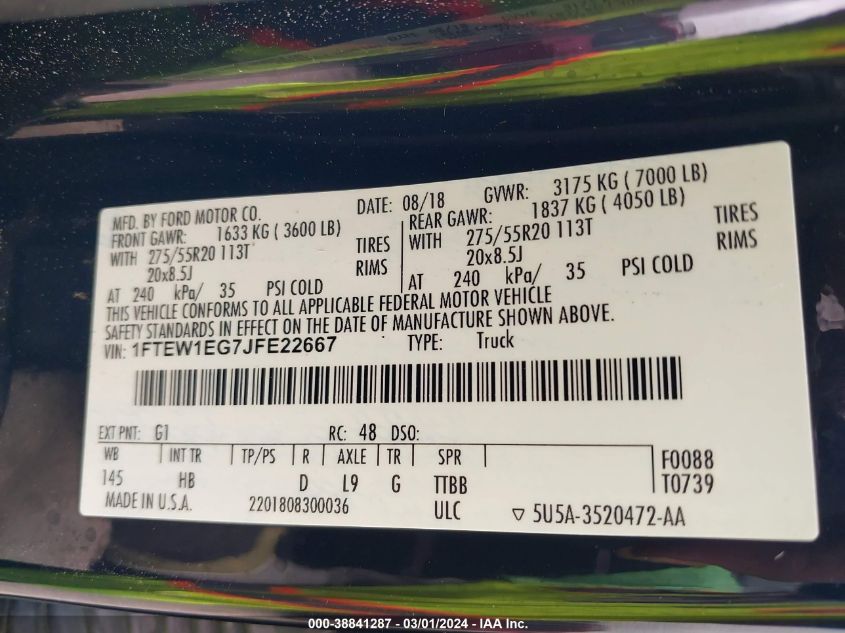 MFD. BY FORD MOTOR CO. DATE: 08/18 GVWR: 3175 KG ( 7000 LB)
FRONT GAWR: 1633 KG ( 3600 LB) REAR GAWR: 1837 KG ( 4050 LB)
WITH 275/55R20 113T TIRES WITH 275/55R20 113T TIRES
20x8.5J RIMS 20x8.5J RIMS
AT 240 kPa/ 35 PSI COLD AT 240 kPa/ 35 PSI COLD
THIS VEHICLE CONFORMS TO ALL APPLICABLE FEDERAL MOTOR VEHICLE
SAFETY STANDARDS IN EFFECT ON THE DATE OF MANUFACTURE SHOWN ABOVE.
VIN: 1FTEW1EG7JFE22667 TYPE: Truck
EXT PNT: G1 RC: 48 DSO:
WB INT TR TP/PS R AXLE TR SPR F0088
145 HB D L9 G TTBB T0739
MADE IN U.S.A. 2201808300036 ULC ▽ 5U5A-3520472-AA
000-38841287 - 03/01/2024 - IAA Inc.